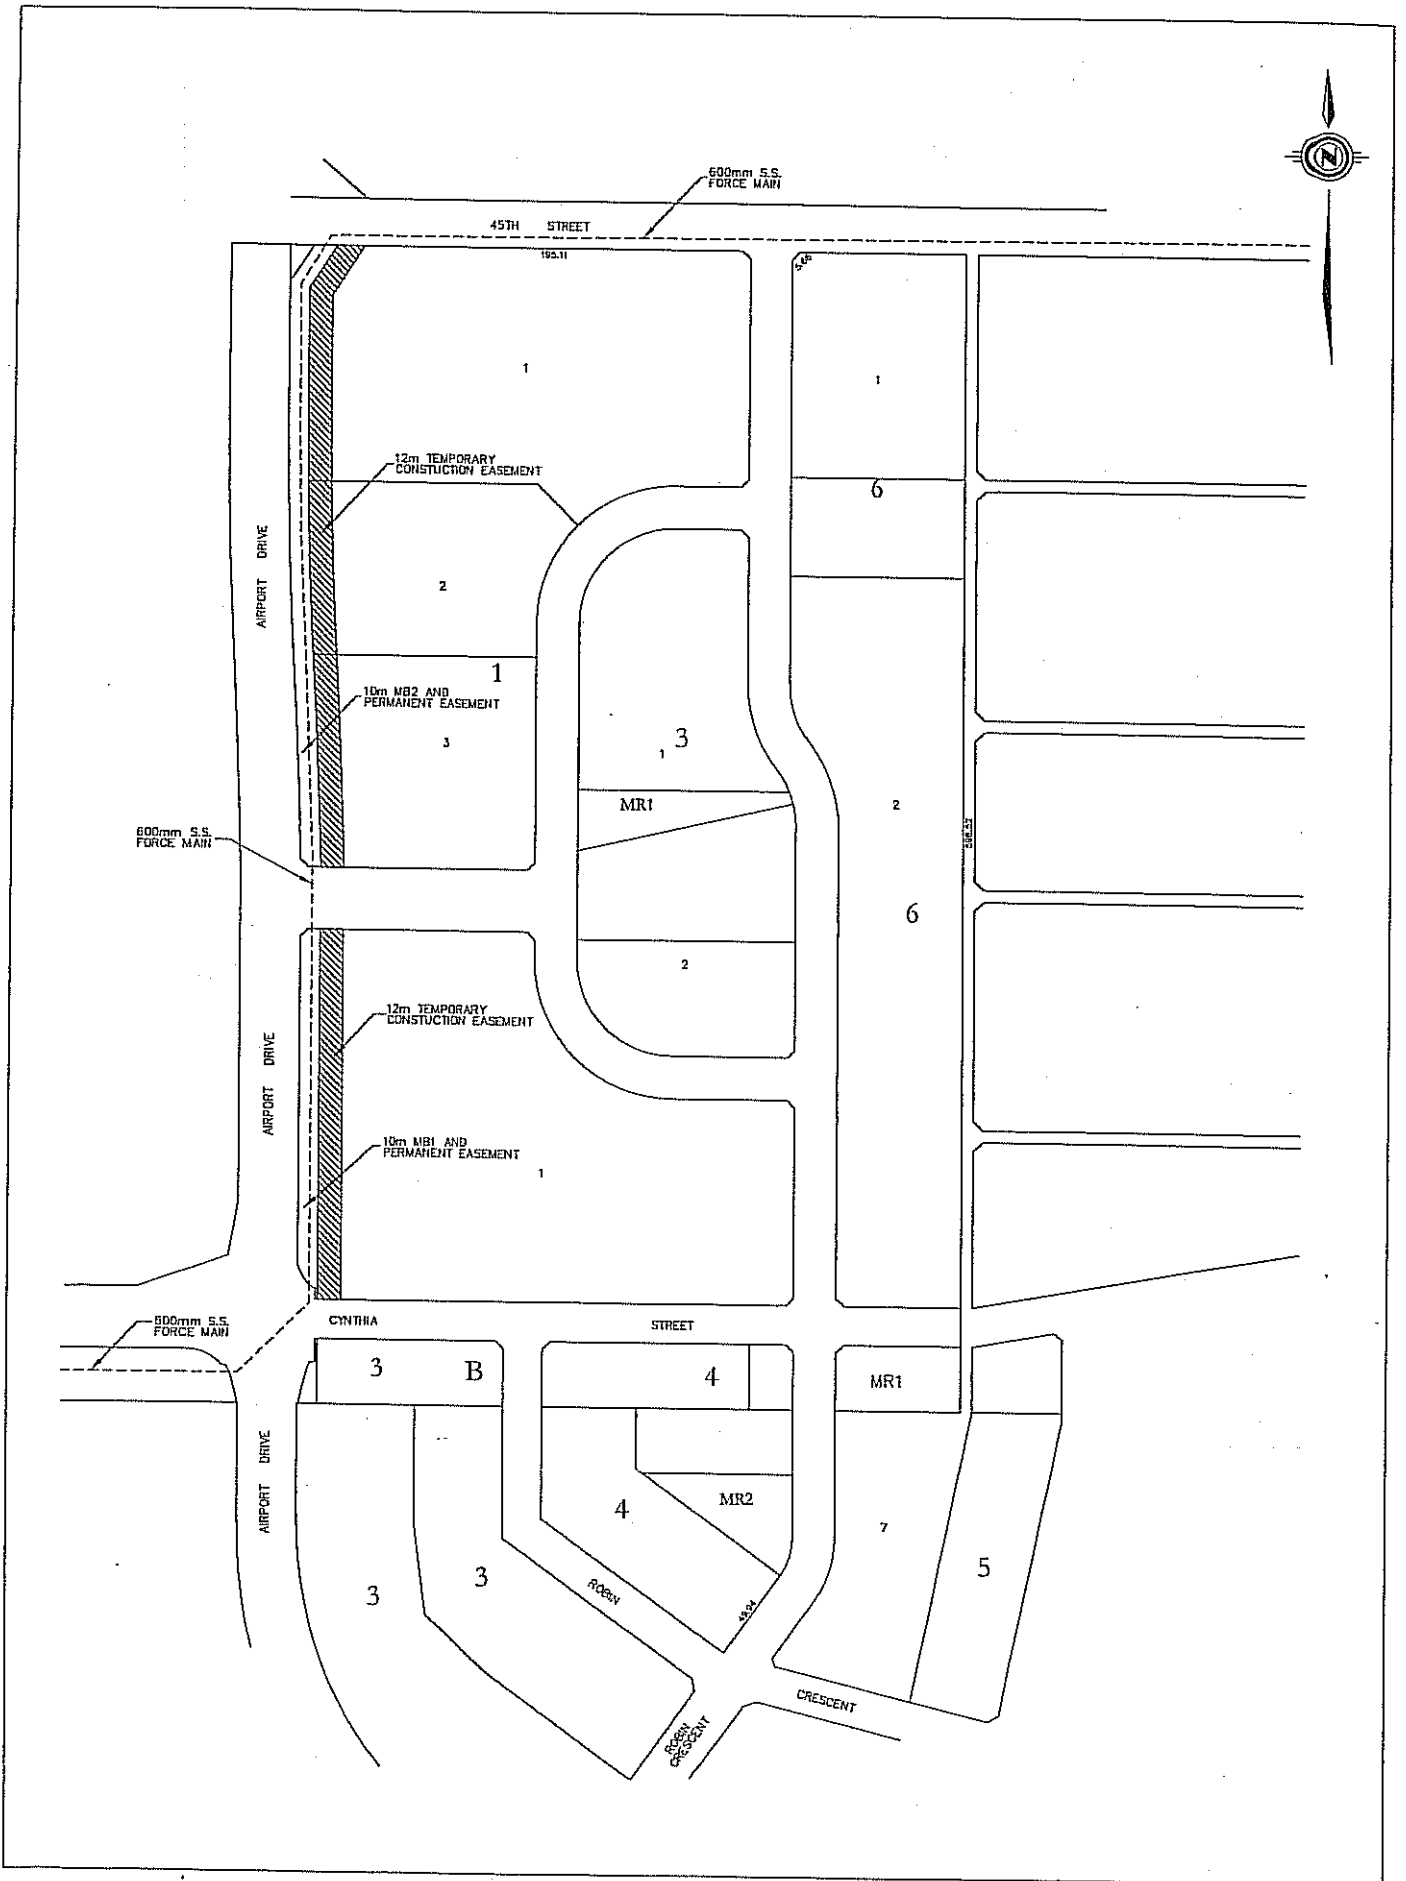 N
600mm S.S.
FORCE MAIN
45TH STREET
195.11
1
1
12m TEMPORARY
CONSTUCTION EASEMENT
6
AIRPORT DRIVE
2
1
10m MB2 AND
PERMANENT EASEMENT
3
3
1
MR1
2
600mm S.S.
FORCE MAIN
6
2
12m TEMPORARY
CONSTUCTION EASEMENT
AIRPORT DRIVE
10m MB1 AND
PERMANENT EASEMENT
1
600mm S.S.
FORCE MAIN
CYNTHIA STREET
3
B
4
MR1
AIRPORT DRIVE
4
MR2
7
5
3
3
ROBIN
49.94
CRESCENT
ROBIN
CRESCENT